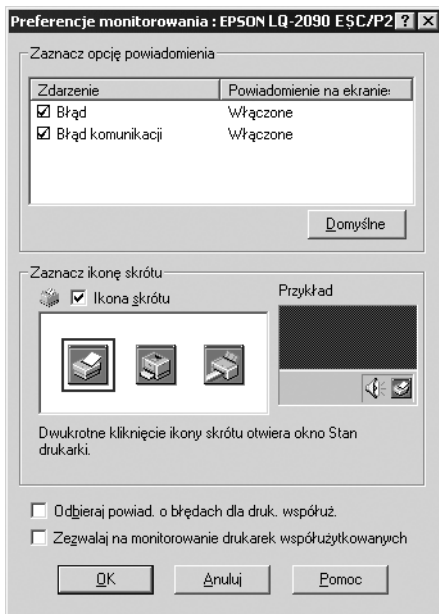 Preferencje monitorowania : EPSON LQ-2090 ESC/P2
Zaznacz opcję powiadomienia
Zdarzenie Powiadomienie na ekranie:
Błąd Włączone
Błąd komunikacji Włączone
Domyślne
Zaznacz ikonę skrótu
Ikona skrótu
Przykład
Dwukrotne kliknięcie ikony skrótu otwiera okno Stan
drukarki.
Odbieraj powiad. o błędach dla druk. współuż.
Zezwalaj na monitorowanie drukarek współużytkowanych
OK Anuluj Pomoc